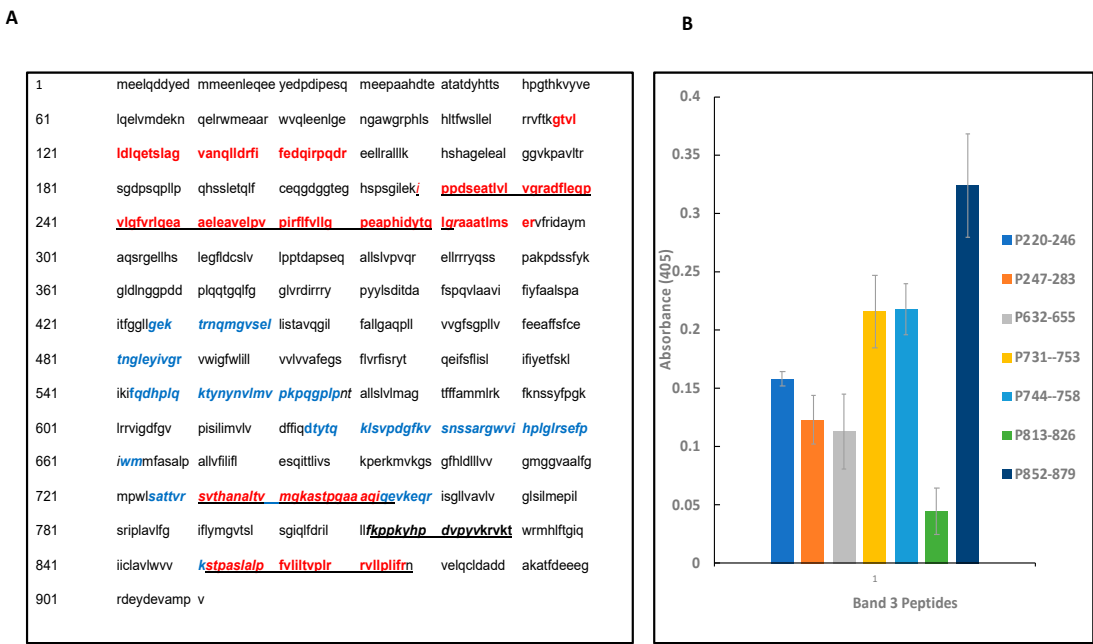 A
B
1 meelqddyed mmeenleqee yedpdipesq meepaahdte atatdyhtts hpgthkvyve
61 lqelvmdekn qelrwmeaar wvqleenlge ngawgrphls hltfwsllel rrvftkgtvl
121 ldlqetslag vanqlldrfi fedqirpqdr eellralllk hshageleal ggvkpavltr
181 sgdpsqpllp qhssletqlf ceqgdggteg hspsgileki ppdseatlvl vgradfleqp
241 vlgfvrlqea aeleavelpv pirflfvllg peaphidytq lgraaatlms ervfridaym
301 aqsrgellhs legfldcslv lpptdapseq allslvpvqr ellrrryqss pakpdssfyk
361 gldlnggpdd plqqtgqlfg glvrdirrry pyylsditda fspqvlaavi fiyfaalspa
421 itfggllgek trnqmgvsel listavqgil fallgaqpll vvgfsgpllv feeaffsfce
481 tngleyivgr vwigfwlill vvlvvafegs flvrfisryt qeifsflisl ifiyetfskl
541 ikifqdhplq ktynynvlmv pkpqgplpnt allslvlmag tfffammlrk fknssyfpgk
601 lrrvigdfgv pisilimvlv dffiqdtytq klsvpdgfkv snssargwvi hplglrsefp
661 iwmmfasalp allvfilifl esqittlivs kperkmvkgs gfhldlllvv gmggvaalfg
721 mpwlsattvr svthanaltv mgkastpgaa aqigevkeqr isgllvavlv glsilmepil
781 sriplavlfg iflymgvtsl sgiqlfdril llfkppkyhp dvpyvkrvkt wrmhlftgiq
841 iiclavlwvv kstpaslalp fvliltvplr rvllplifrn velqcldadd akatfdeeeg
901 rdeydevamp v
0.4
0.35
0.3
0.25
0.2
0.15
0.1
0.05
0
Absorbance (405)
1
Band 3 Peptides
P220-246
P247-283
P632-655
P731--753
P744--758
P813-826
P852-879